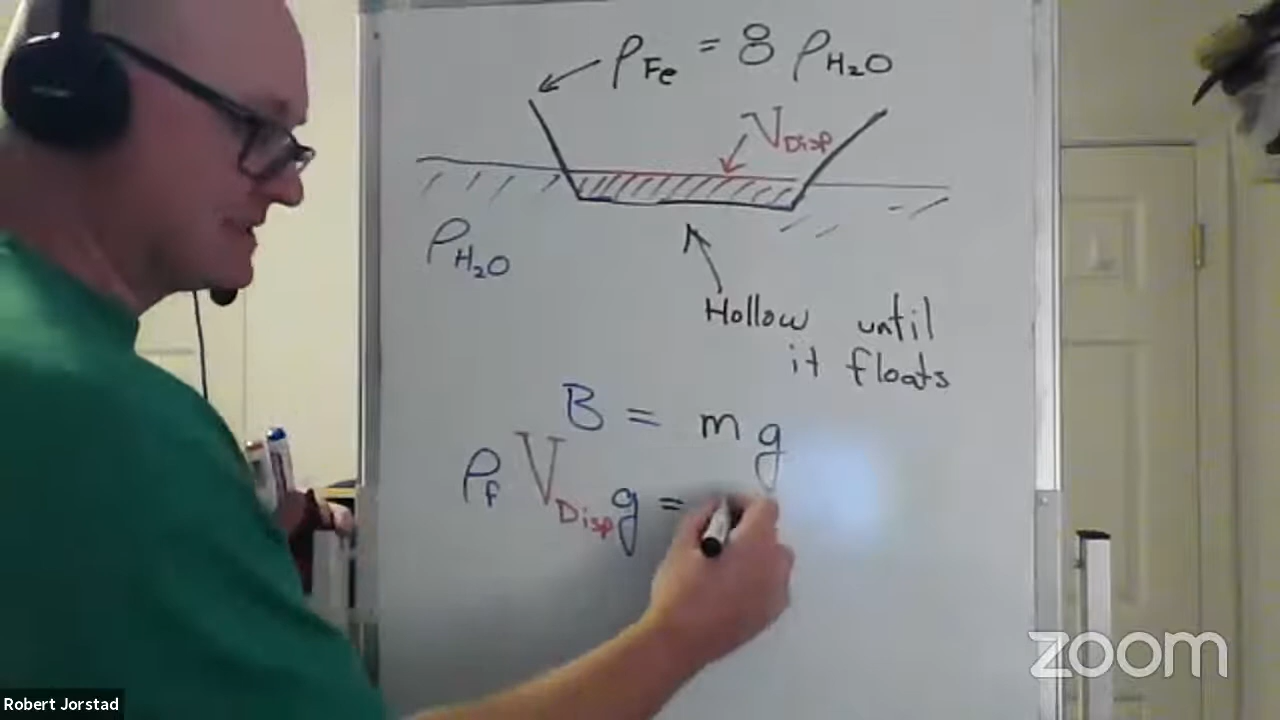 ρFe = 8 ρH₂O
VDisp
ρH₂O
Hollow until
it floats
B = mg
ρf VDisp g =
zoom
Robert Jorstad